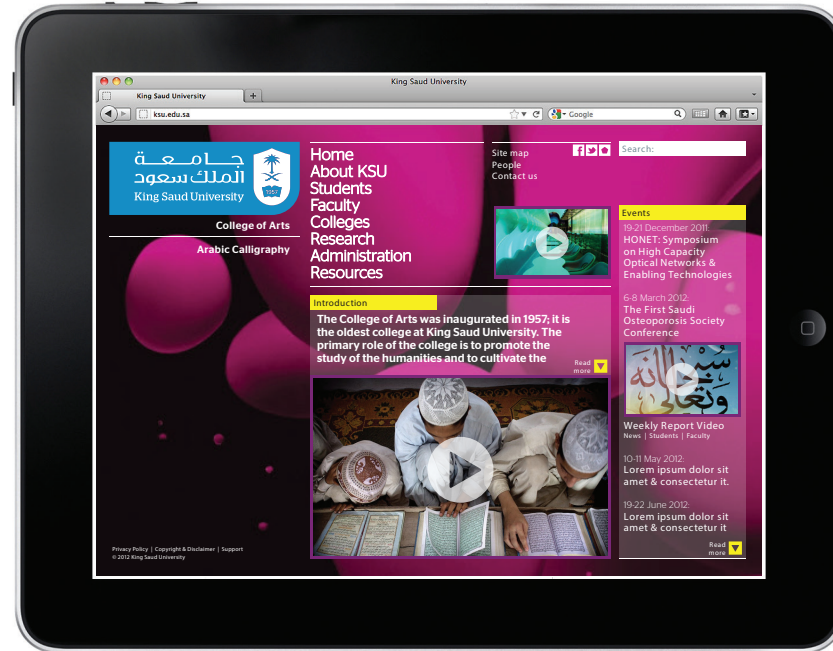 King Saud University
King Saud University
ksu.edu.sa
Google
جـــامـعــة
الملك سعود
King Saud University
1957
College of Arts
Arabic Calligraphy
Home
About KSU
Students
Faculty
Colleges
Research
Administration
Resources
Site map
People
Contact us
Search:
Introduction
The College of Arts was inaugurated in 1957; it is
the oldest college at King Saud University. The
primary role of the college is to promote the
study of the humanities and to cultivate the
Read
more
Events
19-21 December 2011:
HONET: Symposium
on High Capacity
Optical Networks &
Enabling Technologies
6-8 March 2012:
The First Saudi
Osteoporosis Society
Conference
سبحانه
وتعالى
Weekly Report Video
News | Students | Faculty
10-11 May 2012:
Lorem ipsum dolor sit
amet & consectetur it.
19-22 June 2012:
Lorem ipsum dolor sit
amet & consectetur it
Read
more
Privacy Policy | Copyright & Disclaimer | Support
© 2012 King Saud University